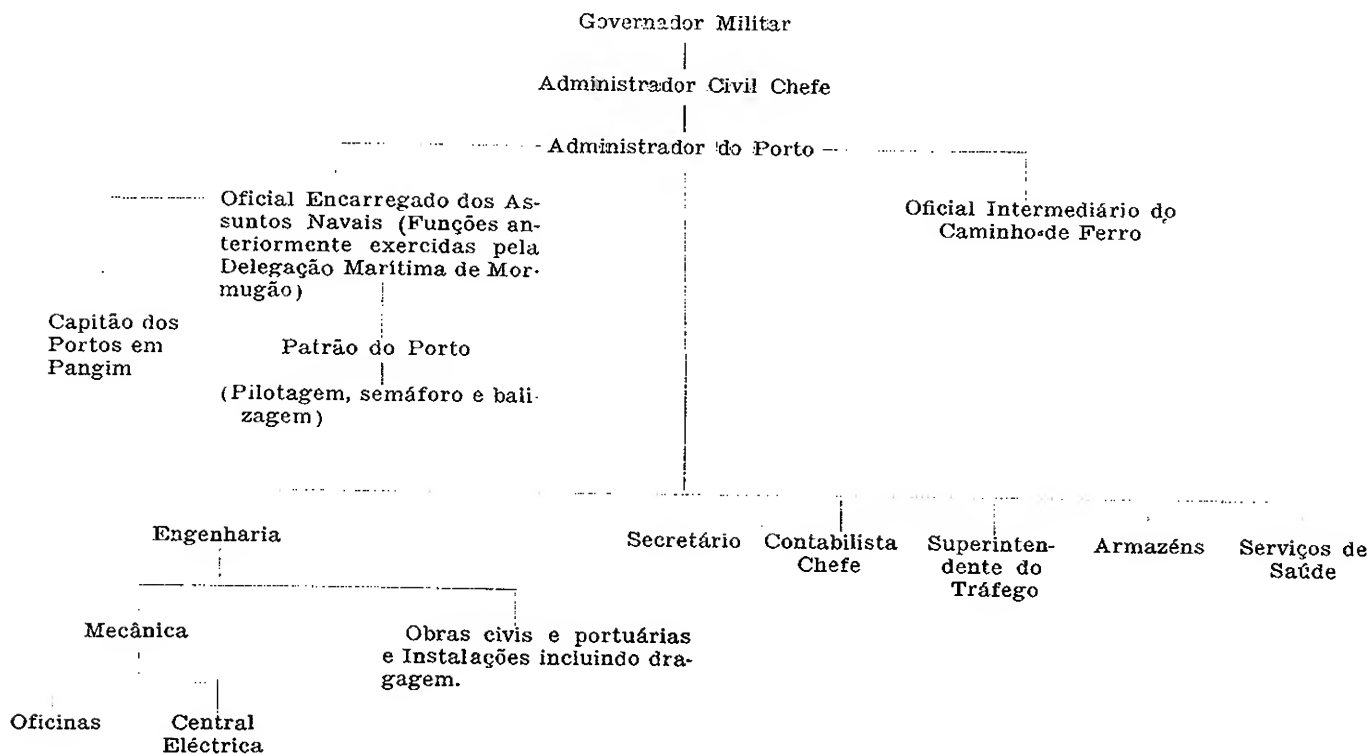 Governador Militar
Administrador Civil Chefe
Administrador do Porto
Oficial Encarregado dos As-
suntos Navais (Funções an-
teriormente exercidas pela
Delegação Marítima de Mor-
mugão)
Oficial Intermediário do
Caminho de Ferro
Capitão dos
Portos em
Pangim
Patrão do Porto
(Pilotagem, semáforo e bali-
zagem)
Engenharia
Secretário
Contabilista
Chefe
Superinten-
dente do
Tráfego
Armazéns
Serviços de
Saúde
Mecânica
Obras civis e portuárias
e Instalações incluindo dra-
gagem.
Oficinas
Central
Eléctrica